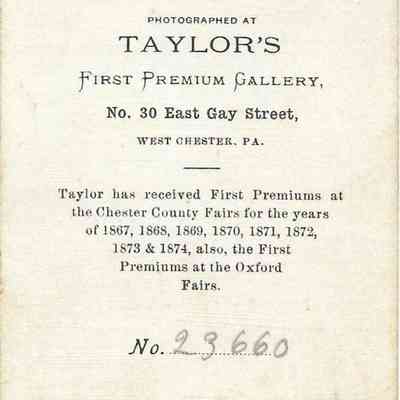 PHOTOGRAPHED AT
TAYLOR'S
FIRST PREMIUM GALLERY,
No. 30 East Gay Street,
WEST CHESTER, PA.
Taylor has received First Premiums at
the Chester County Fairs for the years
of 1867, 1868, 1869, 1870, 1871, 1872,
1873 & 1874, also, the First
Premiums at the Oxford
Fairs.
No. 23660